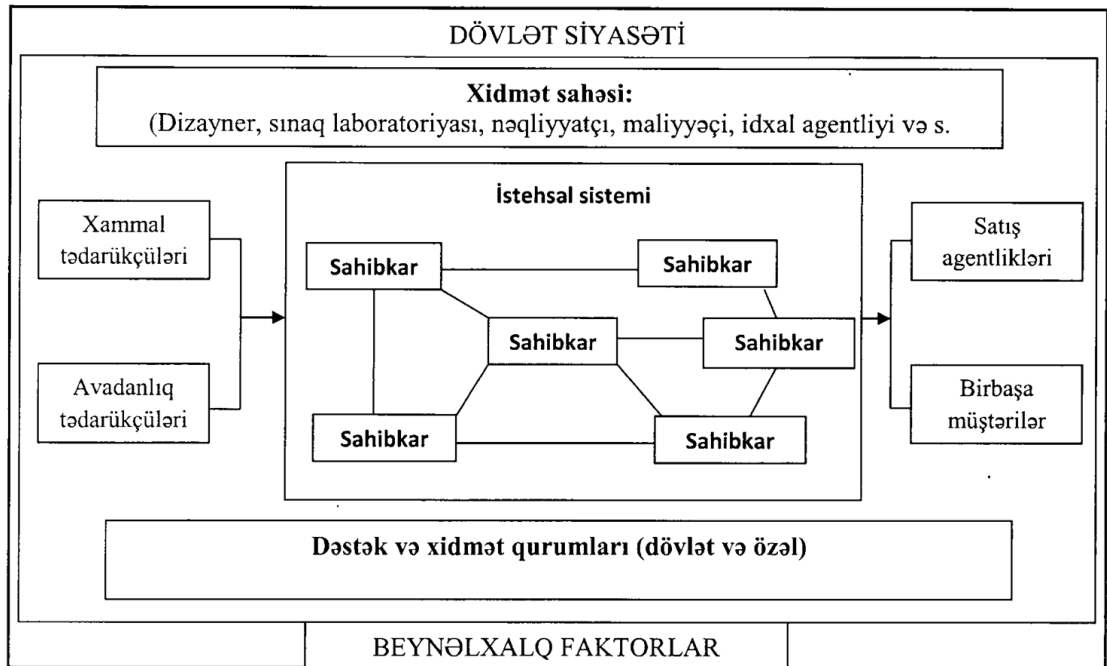 DÖVLƏT SİYASƏTİ
Xidmət sahəsi:
(Dizayner, sınaq laboratoriyası, nəqliyyatçı, maliyyəçi, idxal agentliyi və s.
İstehsal sistemi
Xammal
tədarükçüləri
Avadanlıq
tədarükçüləri
Sahibkar
Sahibkar
Sahibkar
Sahibkar
Sahibkar
Sahibkar
Satış
agentlikləri
Birbaşa
müştərilər
Dəstək və xidmət qurumları (dövlət və özəl)
BEYNƏLXALQ FAKTORLAR